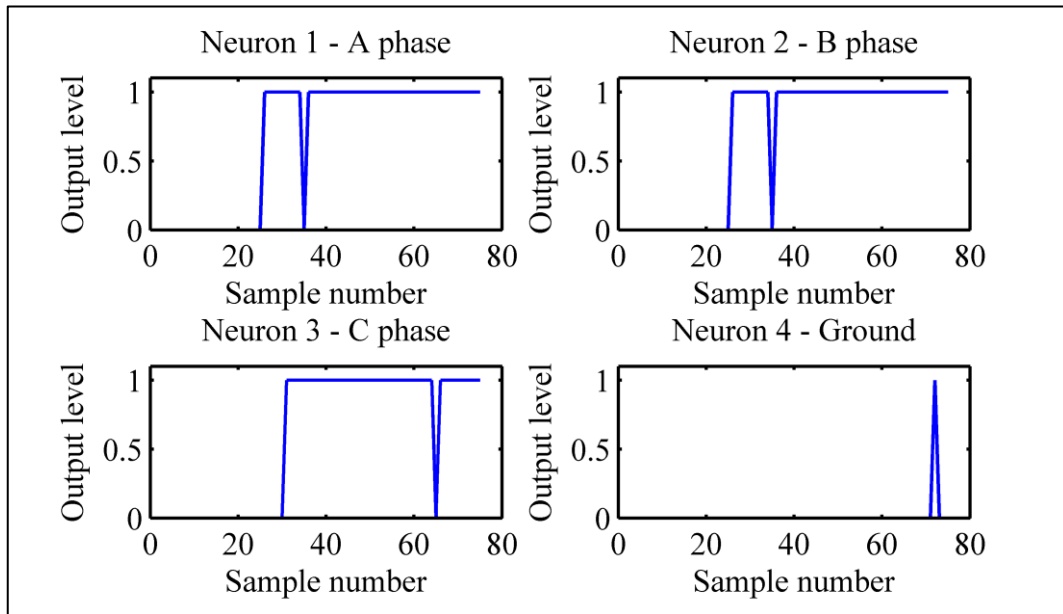 Neuron 1 - A phase
Output level
1
0.5
0
0 20 40 60 80
Sample number
Neuron 2 - B phase
Output level
1
0.5
0
0 20 40 60 80
Sample number
Neuron 3 - C phase
Output level
1
0.5
0
0 20 40 60 80
Sample number
Neuron 4 - Ground
Output level
1
0.5
0
0 20 40 60 80
Sample number